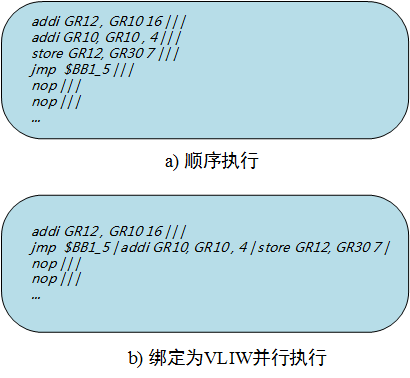 addi GR12 , GR10 16 | | |
addi GR10, GR10 , 4 | | |
store GR12, GR30 7 | | |
jmp $BB1_5 | | |
nop | | |
nop | | |
...
a) 顺序执行
addi GR12 , GR10 16 | | |
jmp $BB1_5 | addi GR10, GR10 , 4 | store GR12, GR30 7 |
nop | | |
nop | | |
...
b) 绑定为VLIW并行执行